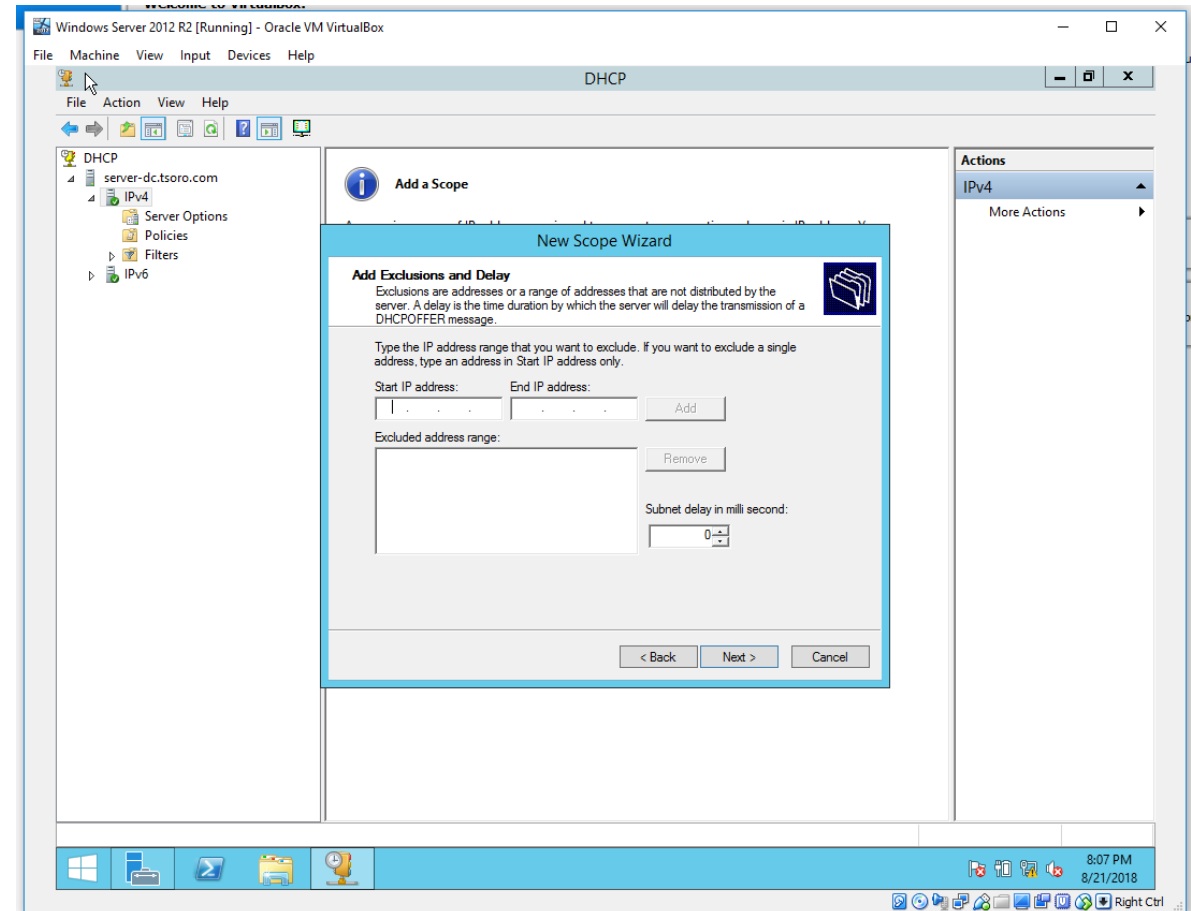 Welcome to VirtualBox!
Windows Server 2012 R2 [Running] - Oracle VM VirtualBox
File Machine View Input Devices Help
DHCP
File Action View Help
DHCP
server-dc.tsoro.com
IPv4
Server Options
Policies
Filters
IPv6
Add a Scope
New Scope Wizard
Add Exclusions and Delay
Exclusions are addresses or a range of addresses that are not distributed by the
server. A delay is the time duration by which the server will delay the transmission of a
DHCPOFFER message.
Type the IP address range that you want to exclude. If you want to exclude a single
address, type an address in Start IP address only.
Start IP address: End IP address:
Add
Excluded address range:
Remove
Subnet delay in milli second:
0
< Back Next > Cancel
Actions
IPv4
More Actions
8:07 PM
8/21/2018
Right Ctrl